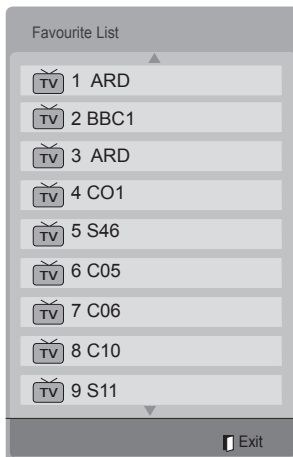 Favourite List
TV 1 ARD
TV 2 BBC1
TV 3 ARD
TV 4 CO1
TV 5 S46
TV 6 C05
TV 7 C06
TV 8 C10
TV 9 S11
Exit